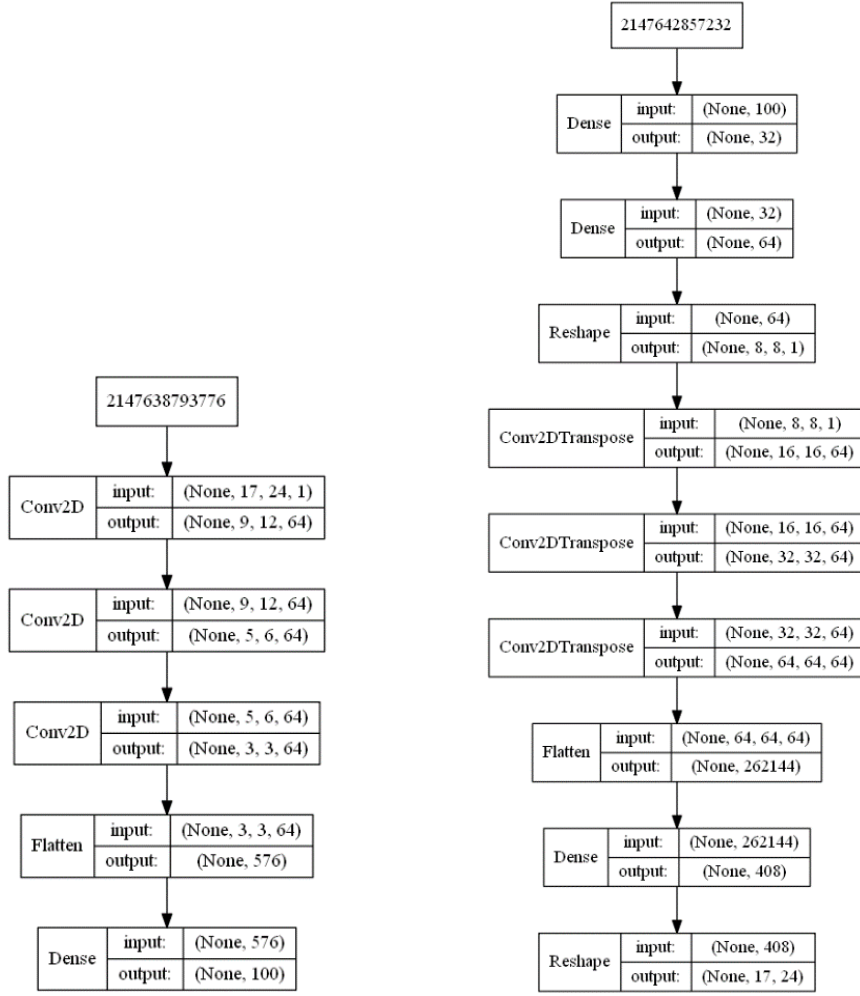 2147638793776
Conv2D input: (None, 17, 24, 1)
output: (None, 9, 12, 64)
Conv2D input: (None, 9, 12, 64)
output: (None, 5, 6, 64)
Conv2D input: (None, 5, 6, 64)
output: (None, 3, 3, 64)
Flatten input: (None, 3, 3, 64)
output: (None, 576)
Dense input: (None, 576)
output: (None, 100)
2147642857232
Dense input: (None, 100)
output: (None, 32)
Dense input: (None, 32)
output: (None, 64)
Reshape input: (None, 64)
output: (None, 8, 8, 1)
Conv2DTranspose input: (None, 8, 8, 1)
output: (None, 16, 16, 64)
Conv2DTranspose input: (None, 16, 16, 64)
output: (None, 32, 32, 64)
Conv2DTranspose input: (None, 32, 32, 64)
output: (None, 64, 64, 64)
Flatten input: (None, 64, 64, 64)
output: (None, 262144)
Dense input: (None, 262144)
output: (None, 408)
Reshape input: (None, 408)
output: (None, 17, 24)